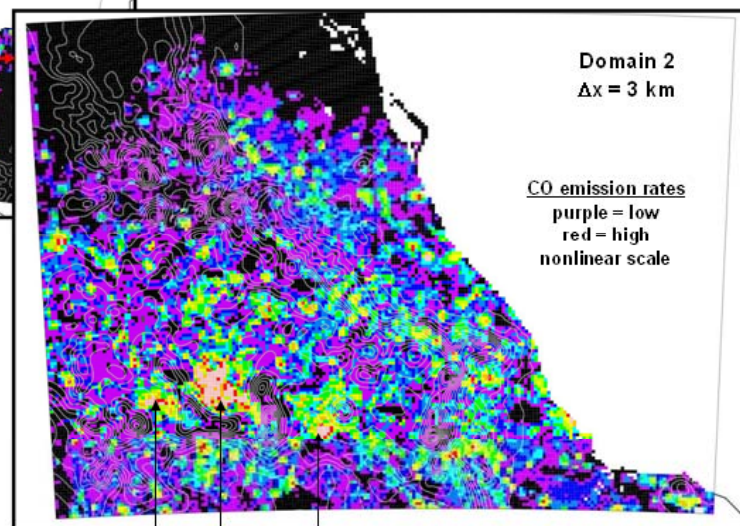 Domain 2
Δx = 3 km
CO emission rates
purple = low
red = high
nonlinear scale